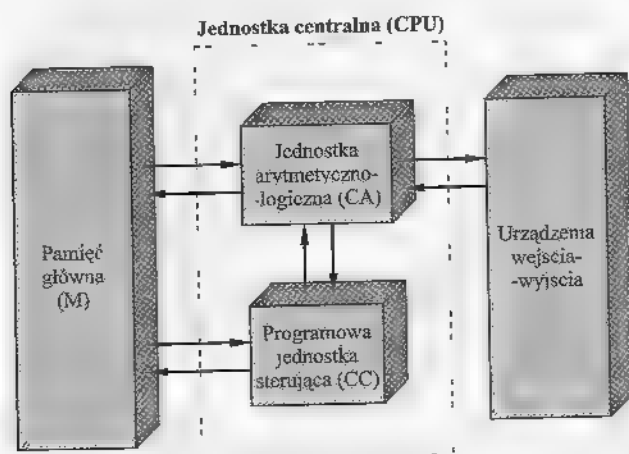 Jednostka centralna (CPU)
Jednostka
arytmetyczno-
-logiczna (CA)
Pamięć
główna
(M)
Urządzenia
wejścia-
-wyjścia
Programowa
jednostka
sterująca (CC)